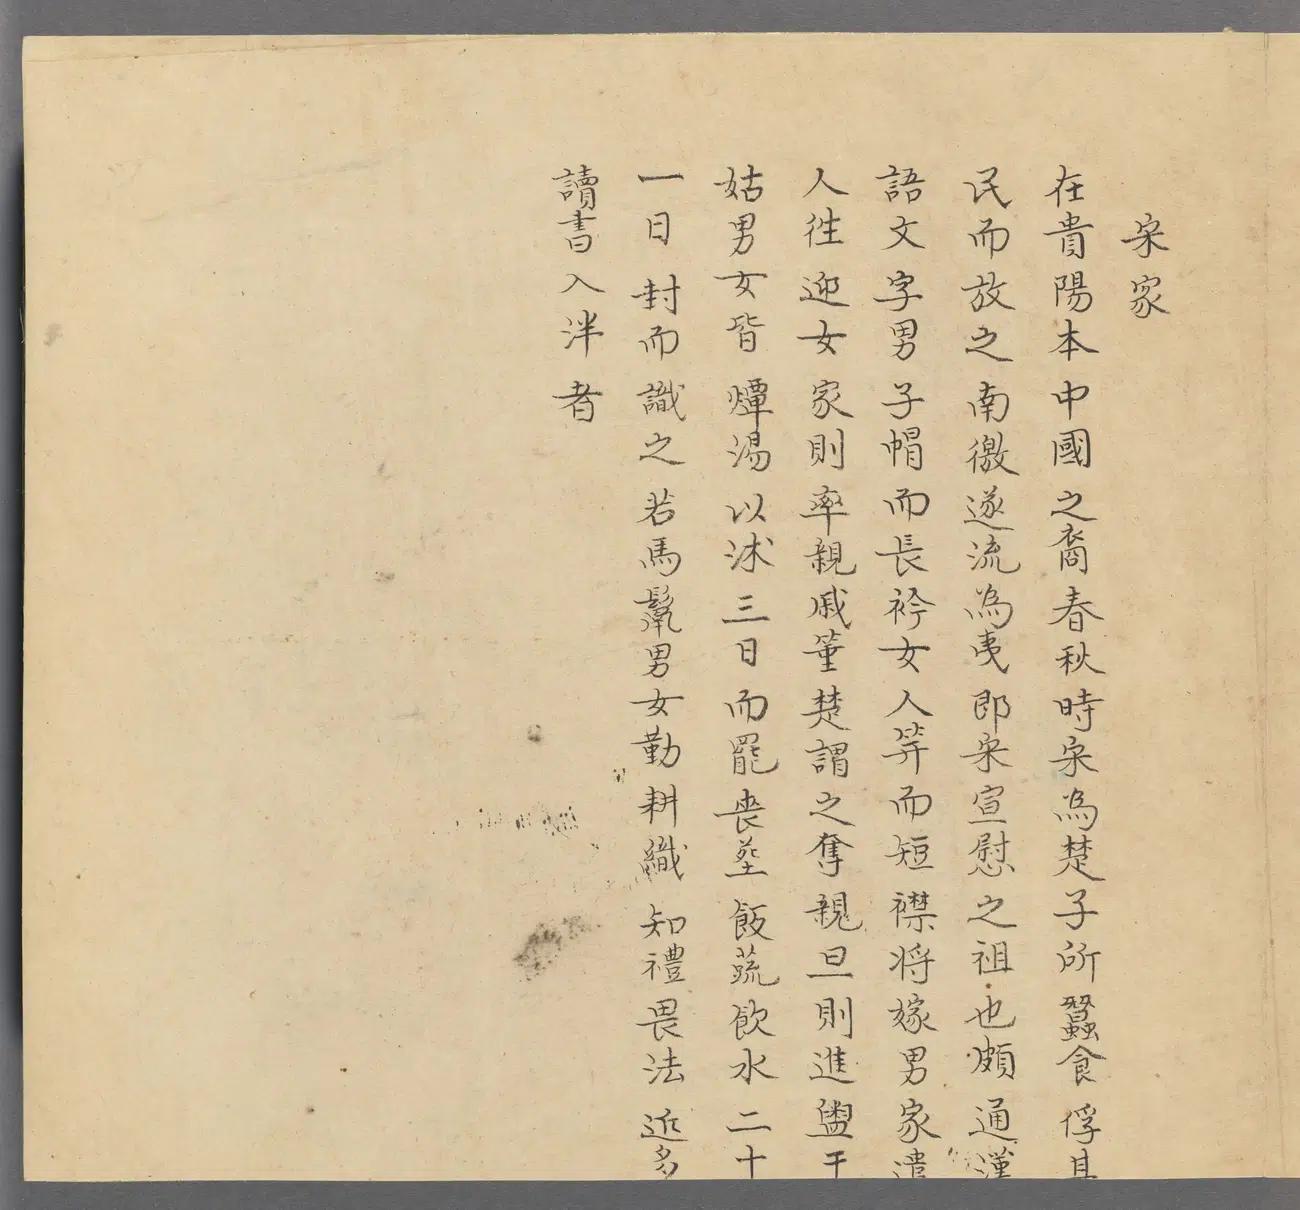 宋家
在貴陽本中國之裔春秋時宋為楚子所蠶食俘其
民而放之南徼遂流為夷即宋宣慰之祖也頗通漢
語文字男子帽而長衿女人笄而短襟將嫁男家遣
人往迎女家則率親戚箠楚謂之奪親旦則進盥于
姑男女皆燂湯以沐三日而罷喪塟飯蔬飲水二十
一日封而識之若馬鬣男女勤耕織知禮畏法近多
讀書入泮者